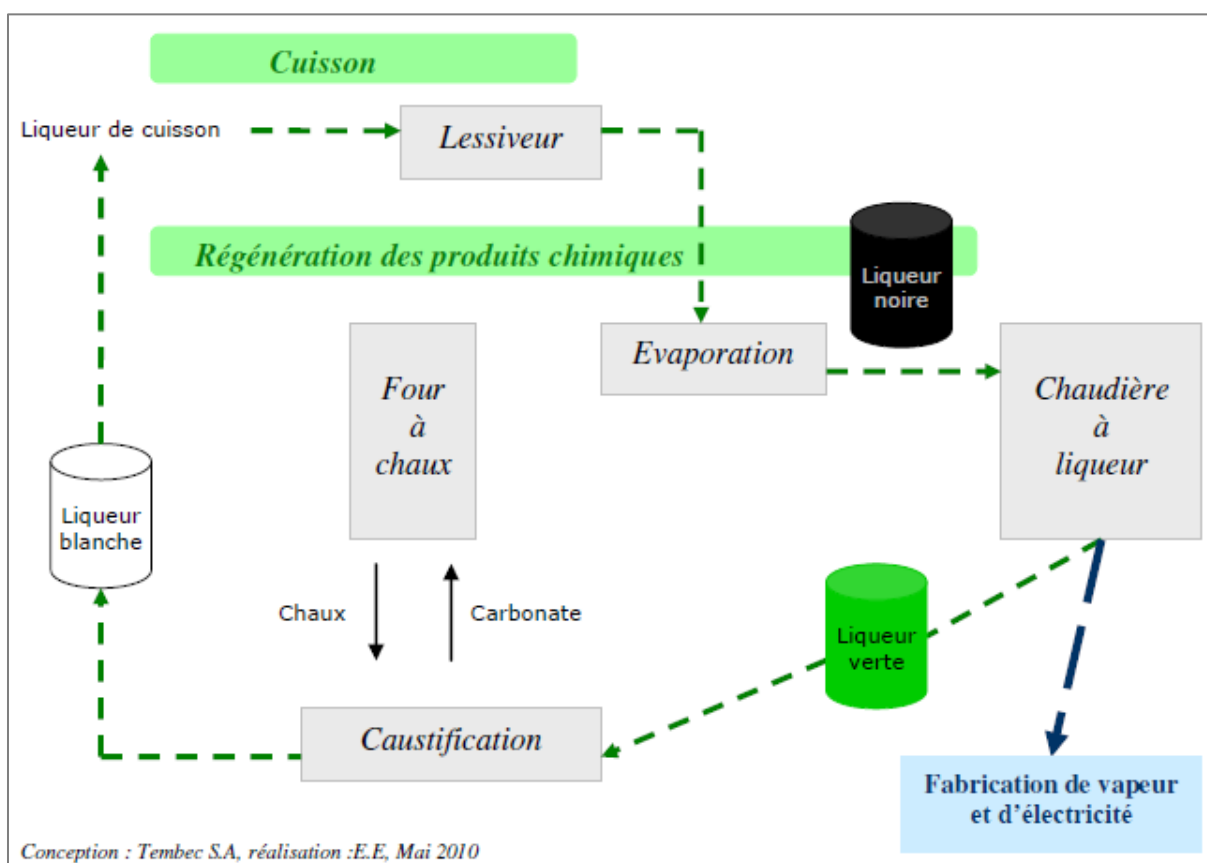 Cuisson
Liqueur de cuisson
Lessiveur
Régénération des produits chimiques
Liqueur
noire
Evaporation
Four
à
chaux
Chaudière
à
liqueur
Liqueur
blanche
Chaux
Carbonate
Liqueur
verte
Caustification
Fabrication de vapeur
et d'électricité
Conception : Tembec S.A, réalisation :E.E, Mai 2010